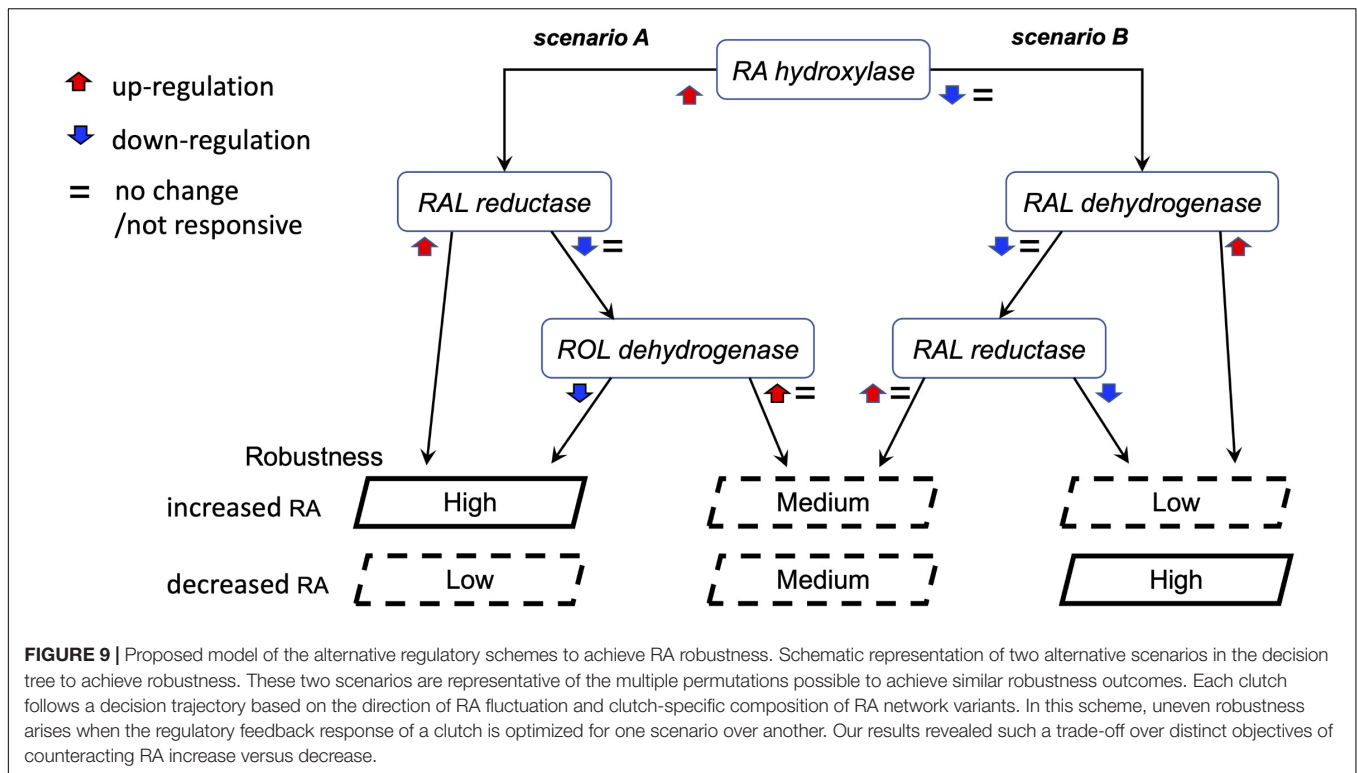 scenario A
scenario B
RA hydroxylase
up-regulation
=
down-regulation
= no change
/not responsive
RAL reductase
RAL dehydrogenase
=
=
ROL dehydrogenase
RAL reductase
=
=
Robustness
increased RA
High
Medium
Low
decreased RA
Low
Medium
High
FIGURE 9 | Proposed model of the alternative regulatory schemes to achieve RA robustness. Schematic representation of two alternative scenarios in the decision
tree to achieve robustness. These two scenarios are representative of the multiple permutations possible to achieve similar robustness outcomes. Each clutch
follows a decision trajectory based on the direction of RA fluctuation and clutch-specific composition of RA network variants. In this scheme, uneven robustness
arises when the regulatory feedback response of a clutch is optimized for one scenario over another. Our results revealed such a trade-off over distinct objectives of
counteracting RA increase versus decrease.